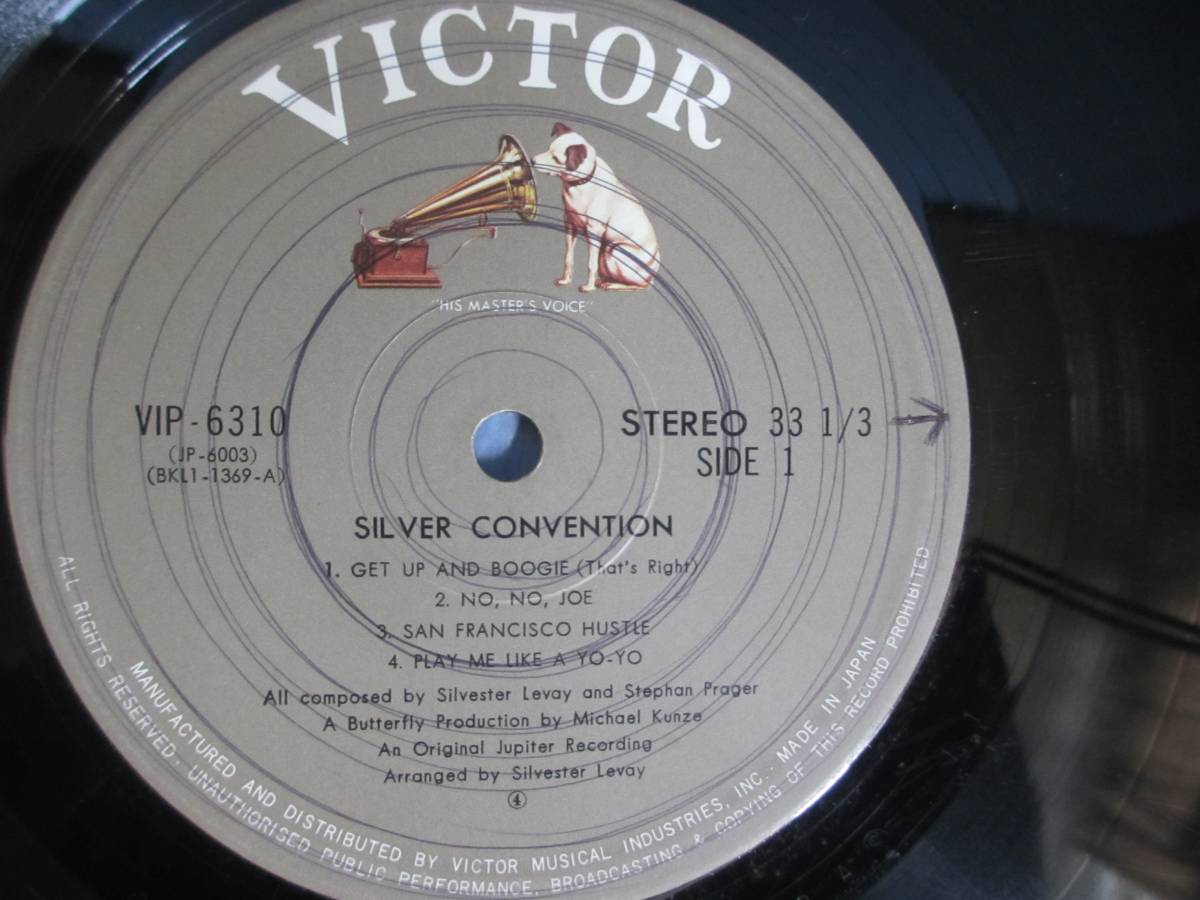 VICTOR
"HIS MASTER'S VOICE"
VIP-6310
(JP-6003)
(BKL1-1369-A)
STEREO 33 1/3
SIDE 1
SILVER CONVENTION
1. GET UP AND BOOGIE (That's Right)
2. NO, NO, JOE
3. SAN FRANCISCO HUSTLE
4. PLAY ME LIKE A YO-YO
All composed by Silvester Levay and Stephan Prager
A Butterfly Production by Michael Kunze
An Original Jupiter Recording
Arranged by Silvester Levay
④
MANUFACTURED AND DISTRIBUTED BY VICTOR MUSICAL INDUSTRIES, INC.. MADE IN JAPAN
ALL RIGHTS RESERVED. UNAUTHORISED PUBLIC PERFORMANCE, BROADCASTING & COPYING OF THIS RECORD PROHIBITED